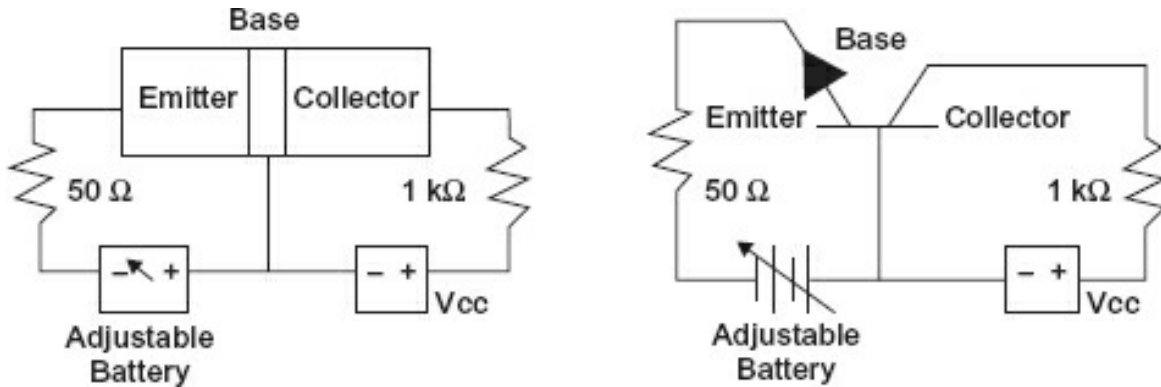 Base
Emitter
Collector
50 Ω
1 kΩ
– +
– +
Vcc
Adjustable
Battery
Base
Emitter
Collector
50 Ω
1 kΩ
– +
Vcc
Adjustable
Battery